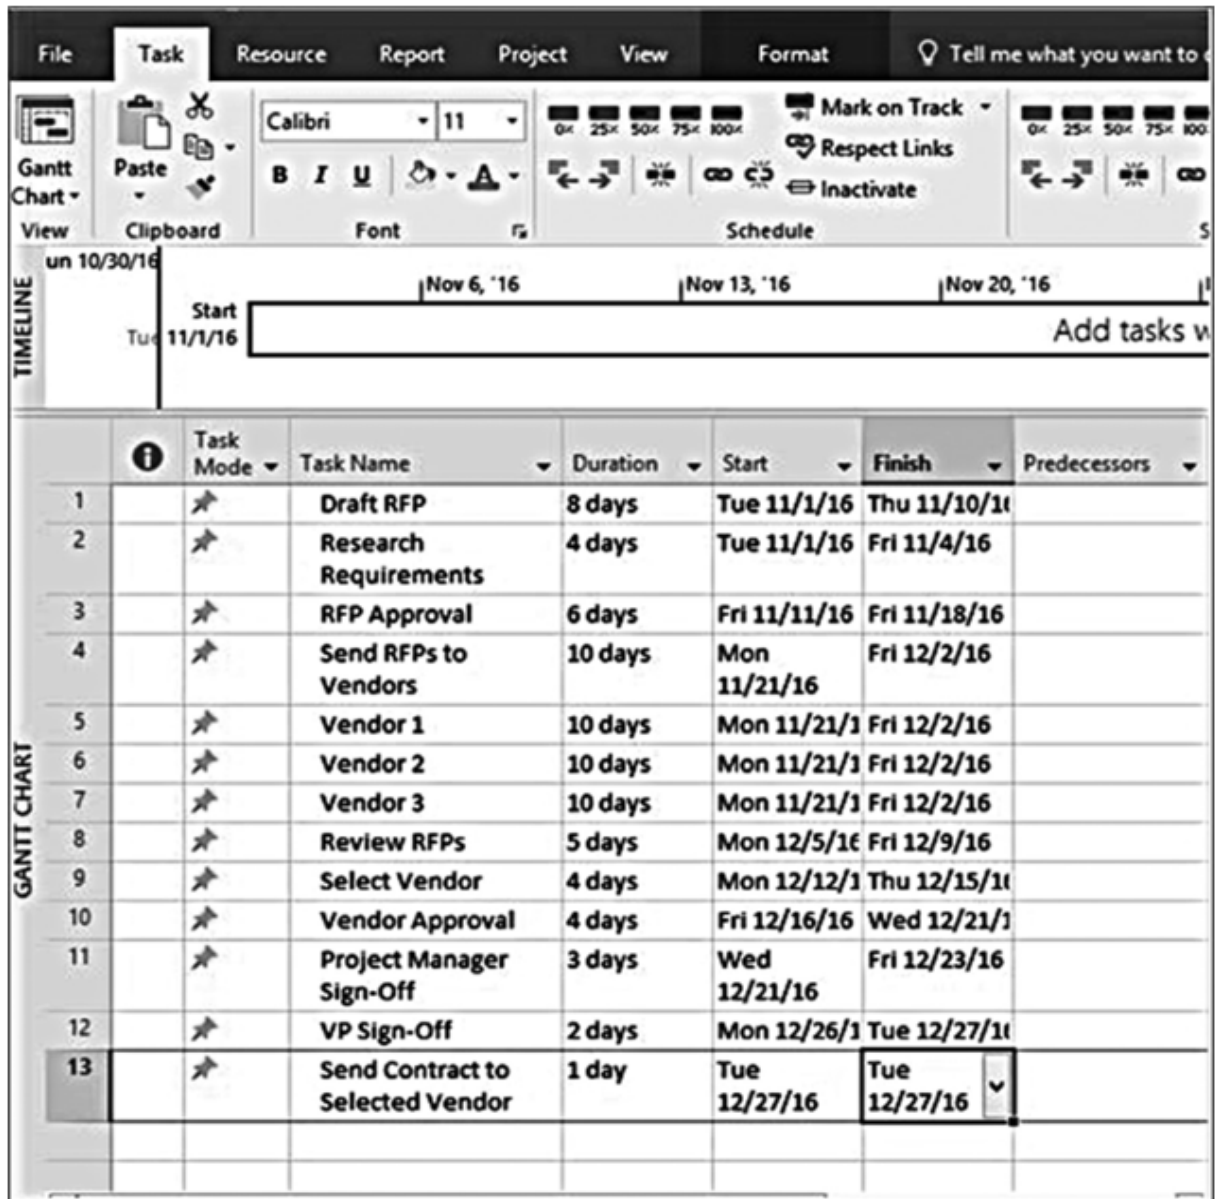 File Task Resource Report Project View Format Tell me what you want to
Calibri 11
0% 25% 50% 75% 100%
Mark on Track
0% 25% 50% 75% 100
Respect Links
Gantt Chart
Paste
B I U A
Inactivate
View Clipboard Font Schedule S
TIMELINE
un 10/30/16
Nov 6, '16 Nov 13, '16 Nov 20, '16
Start
Tue 11/1/16
Add tasks w
GANTT CHART
Task Mode Task Name Duration Start Finish Predecessors
1 Draft RFP 8 days Tue 11/1/16 Thu 11/10/16
2 Research Requirements 4 days Tue 11/1/16 Fri 11/4/16
3 RFP Approval 6 days Fri 11/11/16 Fri 11/18/16
4 Send RFPs to Vendors 10 days Mon 11/21/16 Fri 12/2/16
5 Vendor 1 10 days Mon 11/21/1 Fri 12/2/16
6 Vendor 2 10 days Mon 11/21/1 Fri 12/2/16
7 Vendor 3 10 days Mon 11/21/1 Fri 12/2/16
8 Review RFPs 5 days Mon 12/5/16 Fri 12/9/16
9 Select Vendor 4 days Mon 12/12/1 Thu 12/15/16
10 Vendor Approval 4 days Fri 12/16/16 Wed 12/21/1
11 Project Manager Sign-Off 3 days Wed 12/21/16 Fri 12/23/16
12 VP Sign-Off 2 days Mon 12/26/1 Tue 12/27/16
13 Send Contract to Selected Vendor 1 day Tue 12/27/16 Tue 12/27/16